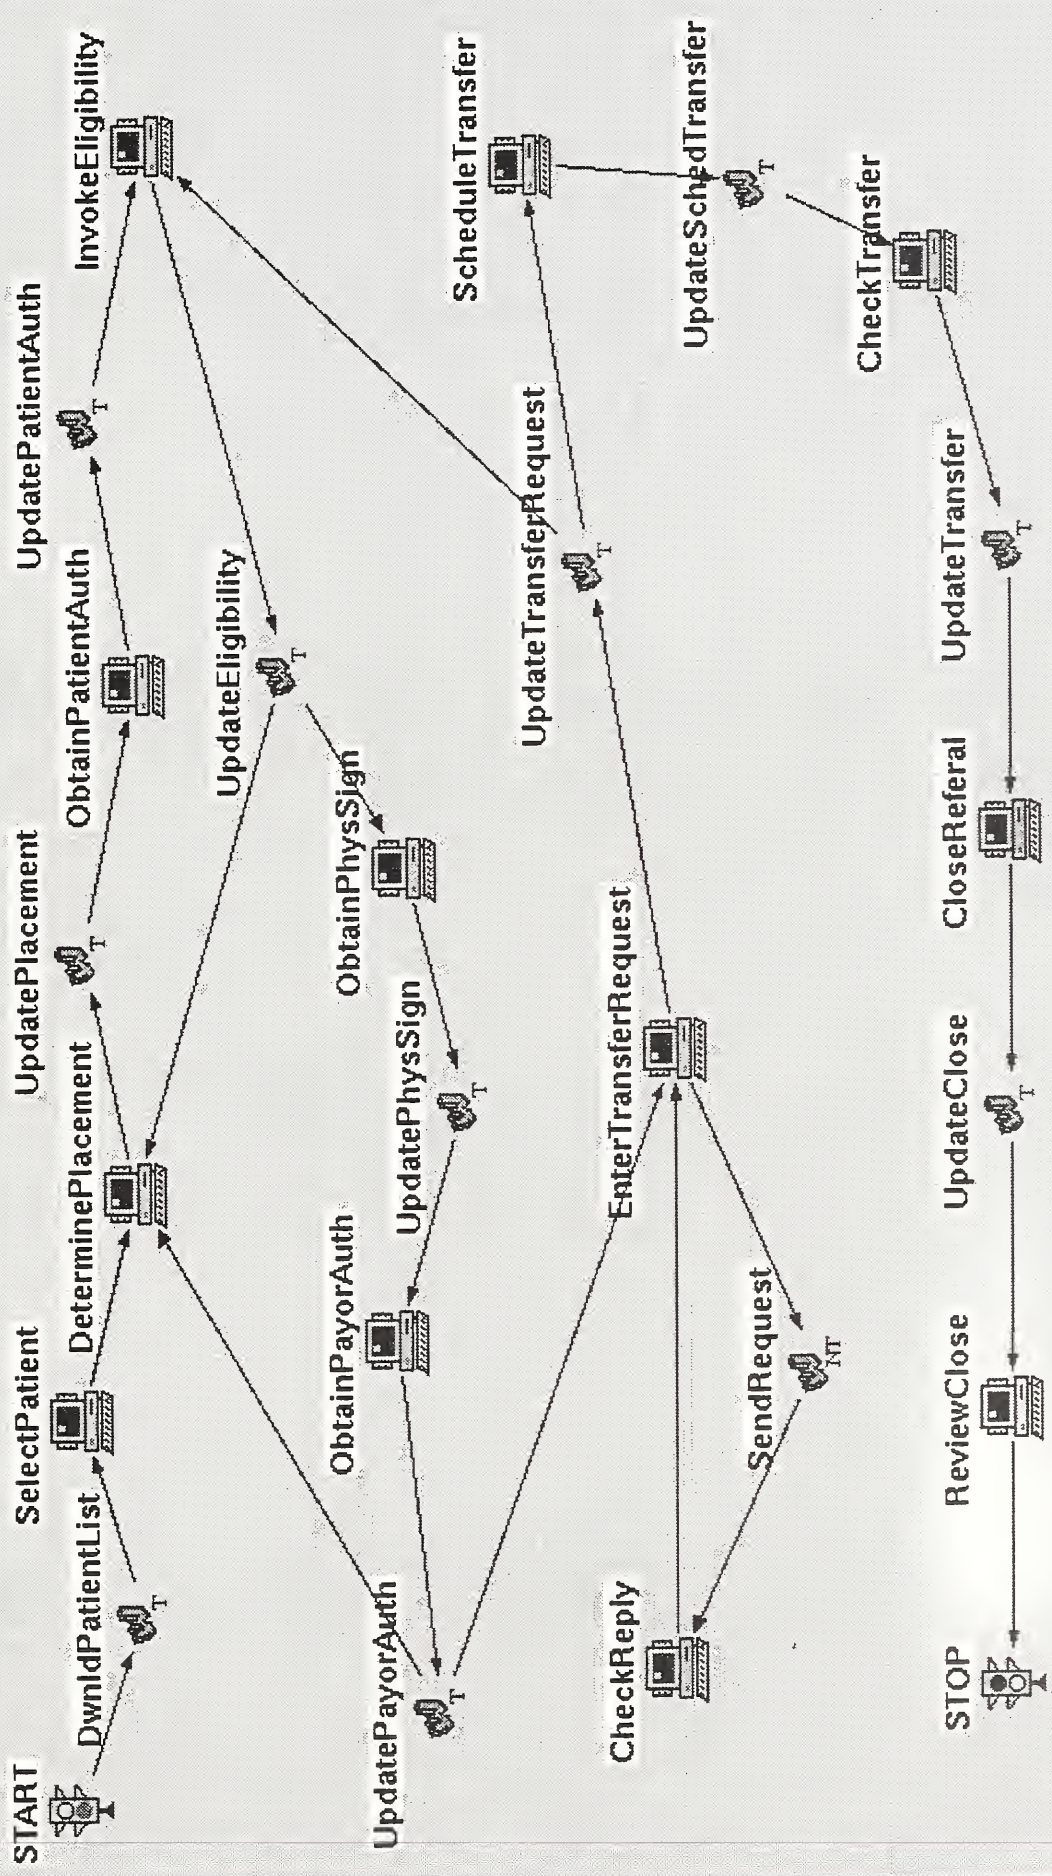 START
DwnldPatientList
T
SelectPatient
DeterminePlacement
UpdatePlacement
T
ObtainPatientAuth
UpdatePatientAuth
T
InvokeEligibility
UpdateEligibility
T
ObtainPhysSign
UpdatePhysSign
T
ObtainPayorAuth
UpdatePayorAuth
T
EnterTransferRequest
SendRequest
NT
CheckReply
UpdateTransferRequest
T
ScheduleTransfer
UpdateSchedTransfer
T
CheckTransfer
UpdateTransfer
T
CloseReferal
UpdateClose
T
ReviewClose
STOP